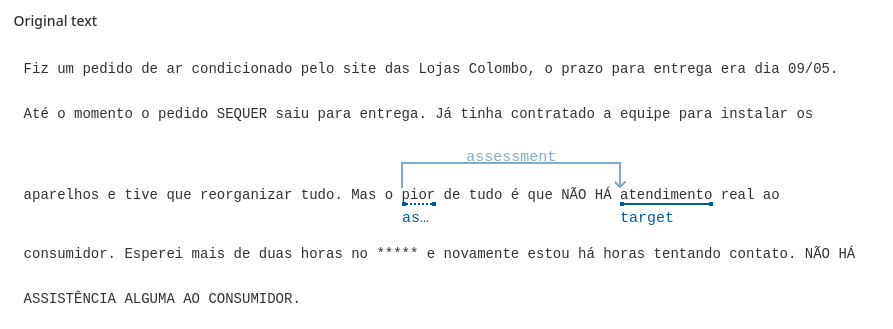 Original text
Fiz um pedido de ar condicionado pelo site das Lojas Colombo, o prazo para entrega era dia 09/05.
Até o momento o pedido SEQUER saiu para entrega. Já tinha contratado a equipe para instalar os
assessment
aparelhos e tive que reorganizar tudo. Mas o pior de tudo é que NÃO HÁ atendimento real ao
as… target
consumidor. Esperei mais de duas horas no ***** e novamente estou há horas tentando contato. NÃO HÁ
ASSISTÊNCIA ALGUMA AO CONSUMIDOR.